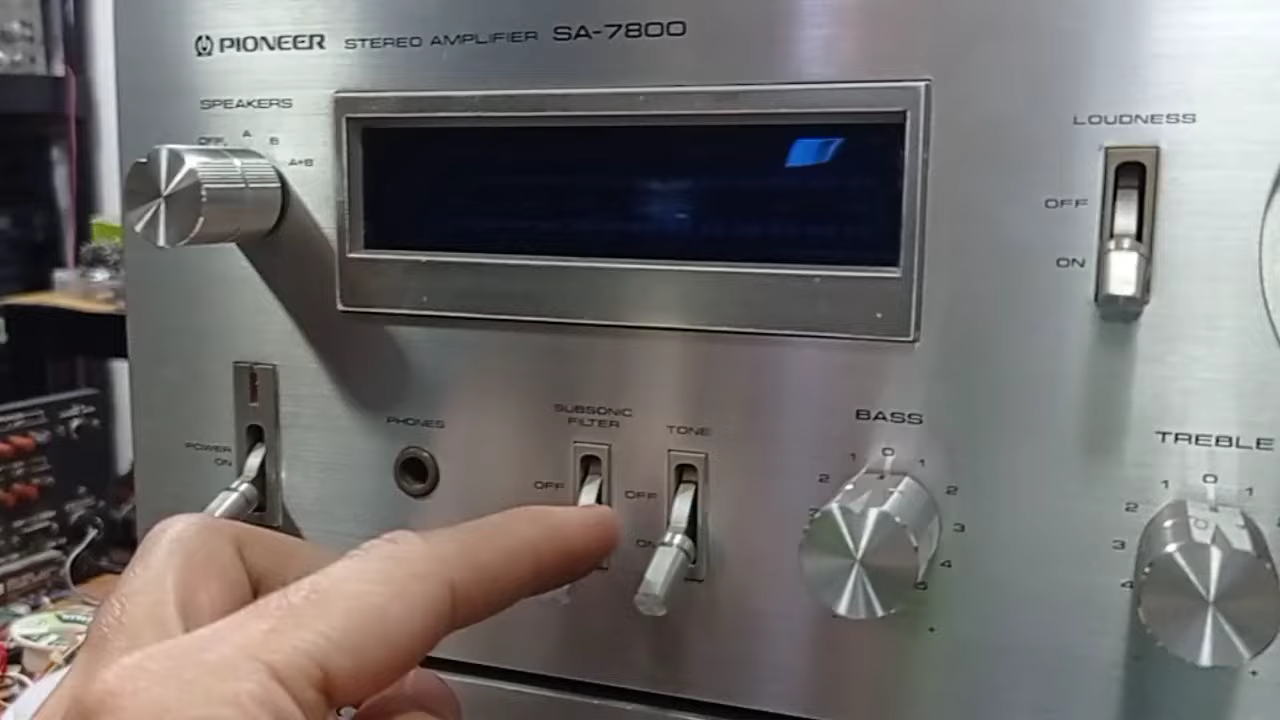 PIONEER STEREO AMPLIFIER SA-7800
SPEAKERS
OFF A B A+B
LOUDNESS
OFF
ON
POWER
ON
PHONES
SUBSONIC
FILTER
OFF
TONE
OFF
ON
BASS
2 1 0 1 2
3 3
4
5
+
TREBLE
2 1 0 1
3
4
+